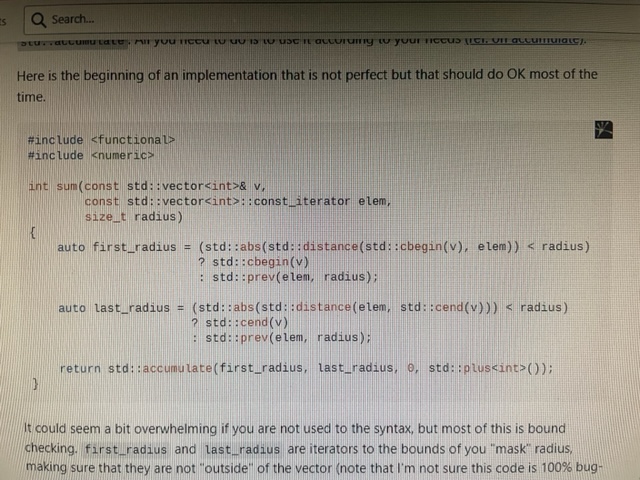 Search...
std::accumulate. All you need to do is to use it according to your needs (ref. on accumulate).
Here is the beginning of an implementation that is not perfect but that should do OK most of the
time.
#include <functional>
#include <numeric>
int sum(const std::vector<int>& v,
const std::vector<int>::const_iterator elem,
size_t radius)
{
auto first_radius = (std::abs(std::distance(std::cbegin(v), elem)) < radius)
? std::cbegin(v)
: std::prev(elem, radius);
auto last_radius = (std::abs(std::distance(elem, std::cend(v))) < radius)
? std::cend(v)
: std::prev(elem, radius);
return std::accumulate(first_radius, last_radius, 0, std::plus<int>());
}
It could seem a bit overwhelming if you are not used to the syntax, but most of this is bound
checking. first_radius and last_radius are iterators to the bounds of you "mask" radius,
making sure that they are not "outside" of the vector (note that I'm not sure this code is 100% bug-